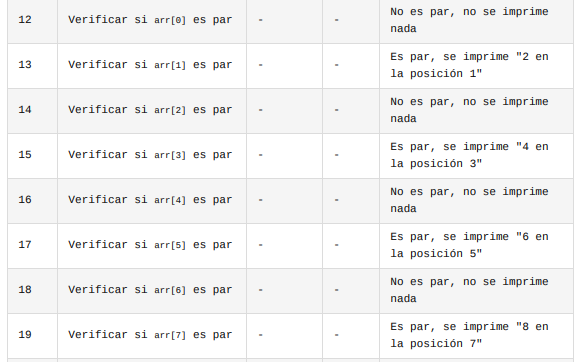 12 Verificar si arr[0] es par - - No es par, no se imprime
nada
13 Verificar si arr[1] es par - - Es par, se imprime "2 en
la posición 1"
14 Verificar si arr[2] es par - - No es par, no se imprime
nada
15 Verificar si arr[3] es par - - Es par, se imprime "4 en
la posición 3"
16 Verificar si arr[4] es par - - No es par, no se imprime
nada
17 Verificar si arr[5] es par - - Es par, se imprime "6 en
la posición 5"
18 Verificar si arr[6] es par - - No es par, no se imprime
nada
19 Verificar si arr[7] es par - - Es par, se imprime "8 en
la posición 7"